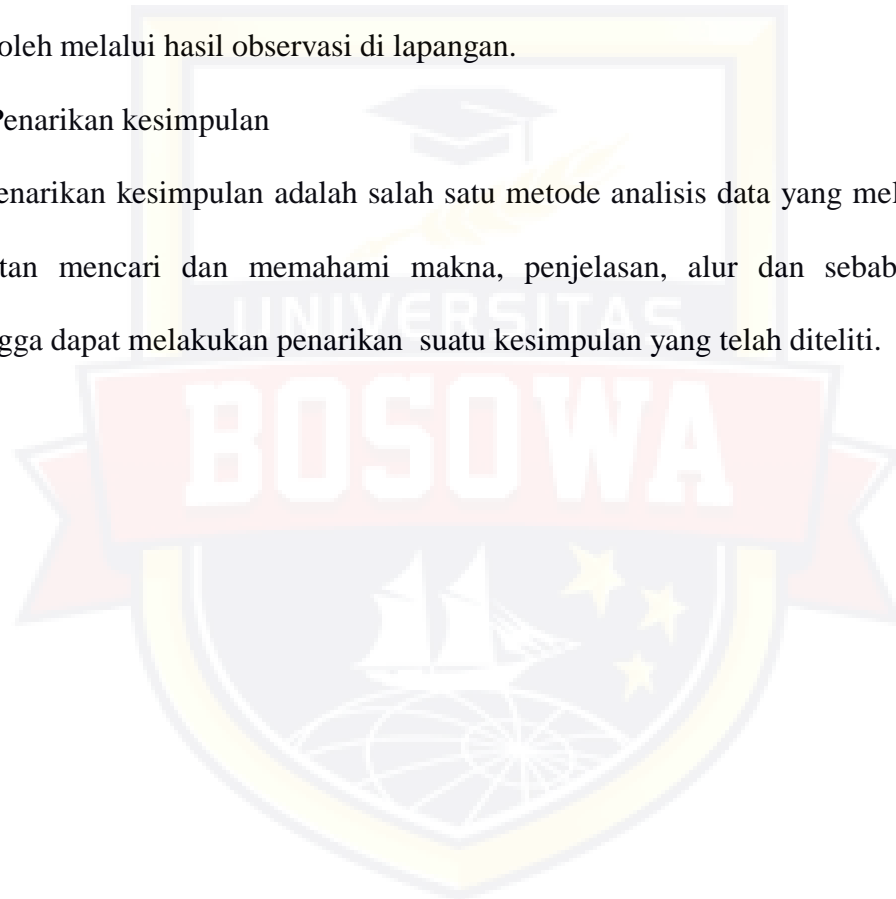 oleh melalui hasil observasi di lapangan.
Penarikan kesimpulan
enarikan kesimpulan adalah salah satu metode analisis data yang mel
tan mencari dan memahami makna, penjelasan, alur dan sebab
gga dapat melakukan penarikan suatu kesimpulan yang telah diteliti.
UNIVERSITAS
BOSOWA